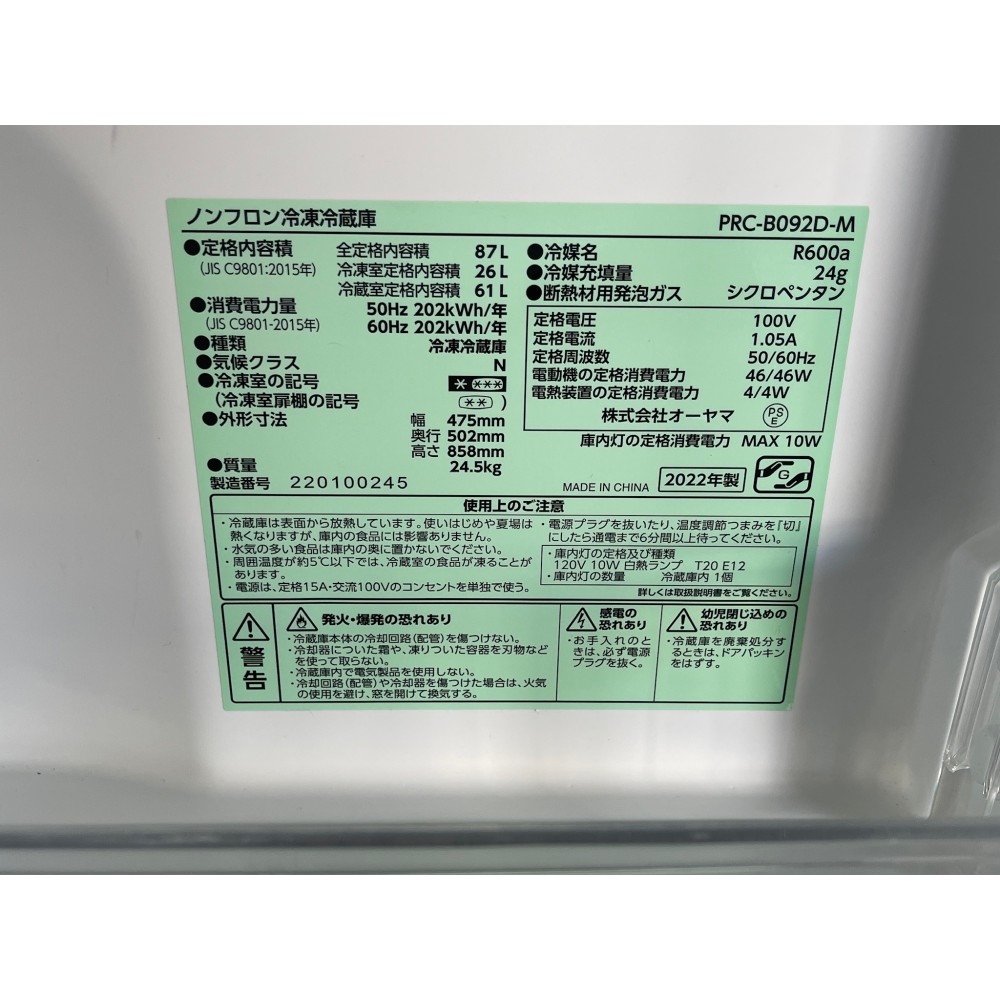 ノンフロン冷凍冷蔵庫 PRC-B092D-M
●定格内容積 全定格内容積 87L
(JIS C9801:2015年) 冷凍室定格内容積 26L
冷蔵室定格内容積 61L
●消費電力量 50Hz 202kWh/年
(JIS C9801-2015年) 60Hz 202kWh/年
●種類 冷凍冷蔵庫
●気候クラス N
●冷凍室の記号
(冷凍室扉棚の記号 )
●外形寸法 幅 475mm
奥行 502mm
高さ 858mm
●質量 24.5kg
製造番号 220100245
●冷媒名 R600a
●冷媒充填量 24g
●断熱材用発泡ガス シクロペンタン
定格電圧 100V
定格電流 1.05A
定格周波数 50/60Hz
電動機の定格消費電力 46/46W
電熱装置の定格消費電力 4/4W
株式会社オーヤマ PSE
庫内灯の定格消費電力 MAX 10W
MADE IN CHINA 2022年製 G
使用上のご注意
・冷蔵庫は表面から放熱しています。使いはじめや夏場は
熱くなりますが、庫内の食品には影響ありません。
・水気の多い食品は庫内の奥に置かないでください。
・周囲温度が約5℃以下では、冷蔵室の食品が凍ることが
あります。
・電源は、定格15A・交流100Vのコンセントを単独で使う。
・電源プラグを抜いたり、温度調節つまみを「切」
にしたら通電まで6分間以上待ってください。
・庫内灯の定格及び種類
120V 10W 白熱ランプ T20 E12
・庫内灯の数量 冷蔵庫内 1個
詳しくは取扱説明書をご覧ください。
警告
発火・爆発の恐れあり
・冷蔵庫本体の冷却回路(配管)を傷つけない。
・冷却器についた霜や、凍りついた容器を刃物など
を使って取らない。
・冷蔵庫内で電気製品を使用しない。
・冷却回路(配管)や冷却器を傷つけた場合は、火気
の使用を避け、窓を開けて換気する。
感電の
恐れあり
・お手入れのと
きは、必ず電源
プラグを抜く。
幼児閉じ込めの
恐れあり
・冷蔵庫を廃棄処分す
るときは、ドアパッキン
をはずす。